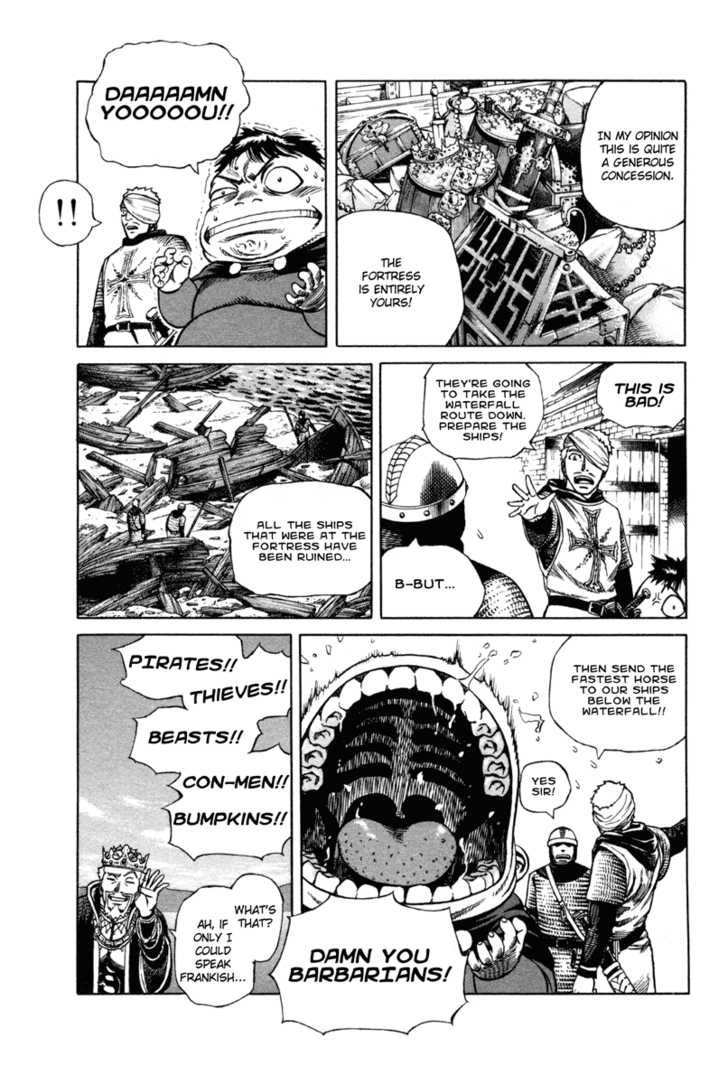 IN MY OPINION
THIS IS QUITE
A GENEROUS
CONCESSION.
THE
FORTRESS
IS ENTIRELY
YOURS!
DAAAAAMN
YOOOOOU!!
!!
THIS IS
BAD!
THEY'RE GOING
TO TAKE THE
WATERFALL
ROUTE DOWN.
PREPARE THE
SHIPS!
B-BUT...
ALL THE SHIPS
THAT WERE AT THE
FORTRESS HAVE
BEEN RUINED...
THEN SEND THE
FASTEST HORSE
TO OUR SHIPS
BELOW THE
WATERFALL!!
YES
SIR!
DAMN YOU
BARBARIANS!
PIRATES!!
THIEVES!!
BEASTS!!
CON-MEN!!
BUMPKINS!!
WHAT'S
THAT?
AH, IF
ONLY I
COULD
SPEAK
FRANKISH...